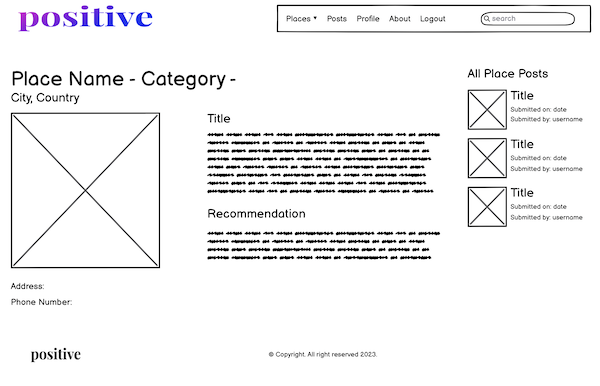 positive
Places ▾ Posts Profile About Logout search
Place Name - Category -
City, Country
Title
Recommendation
Address:
Phone Number:
All Place Posts
Title
Submitted on: date
Submitted by: username
Title
Submitted on: date
Submitted by: username
Title
Submitted on: date
Submitted by: username
positive
© Copyright. All right reserved 2023.